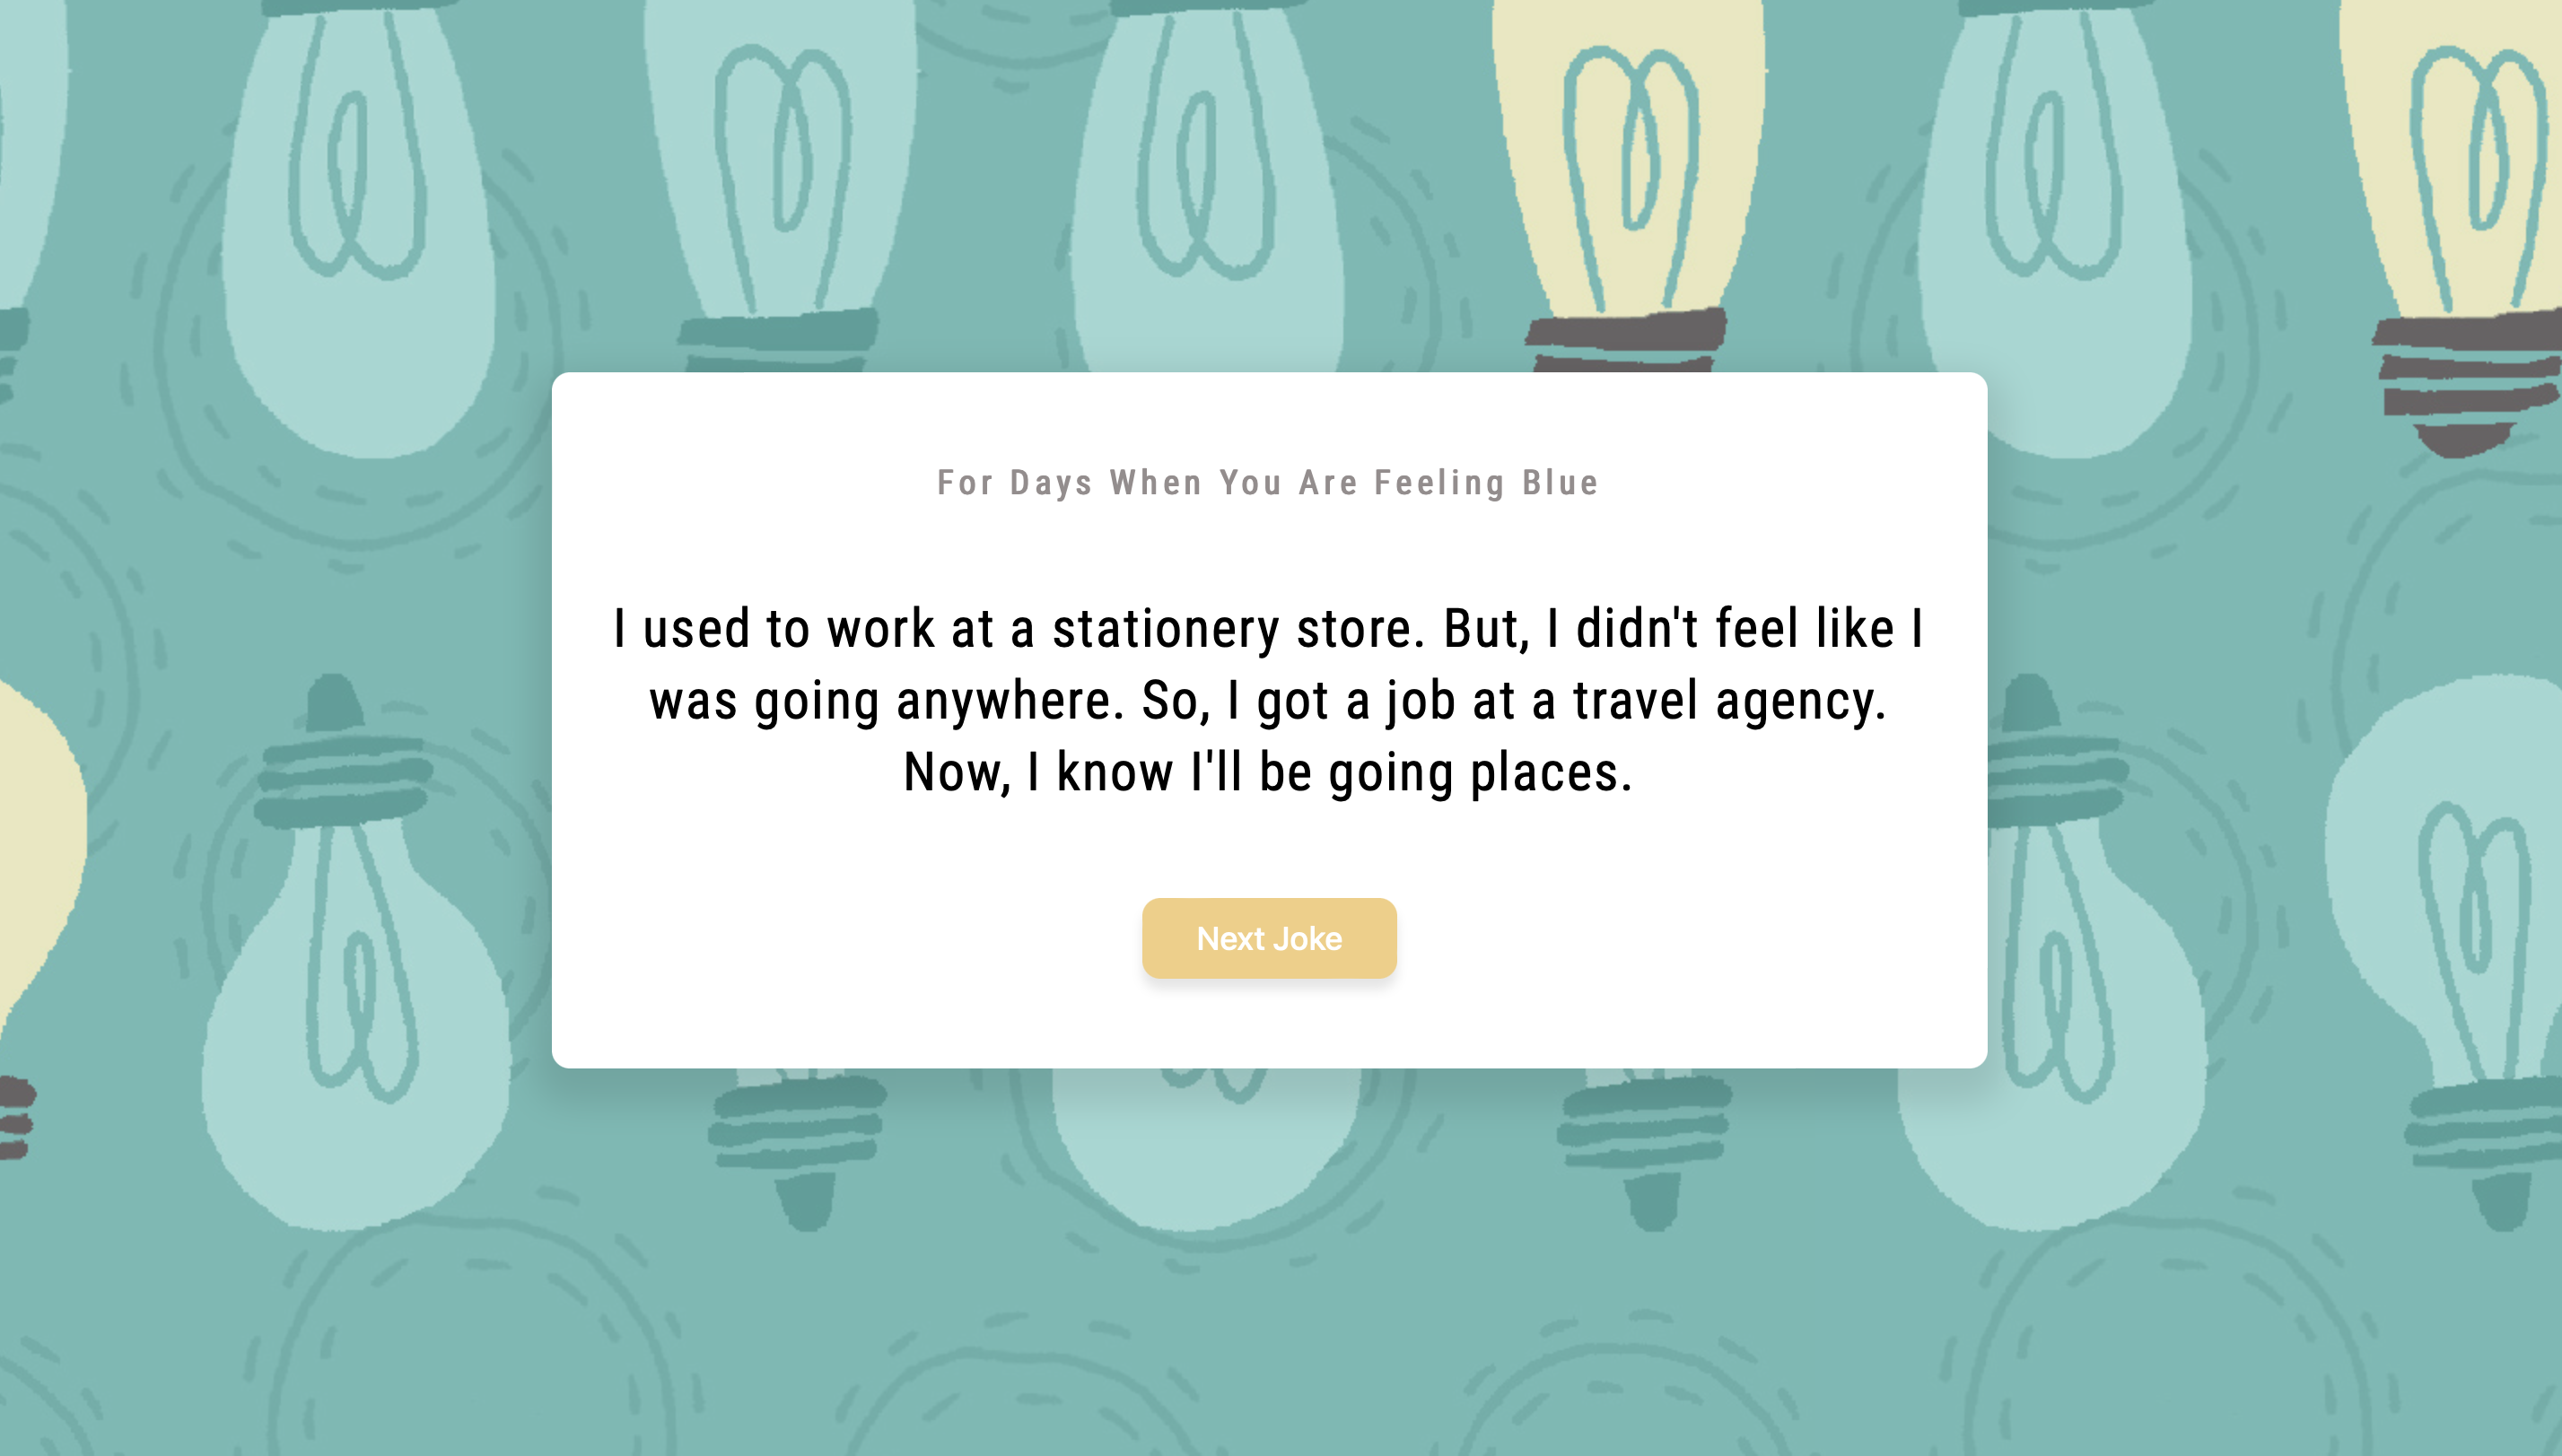 For Days When You Are Feeling Blue
I used to work at a stationery store. But, I didn't feel like I
was going anywhere. So, I got a job at a travel agency.
Now, I know I'll be going places.
Next Joke